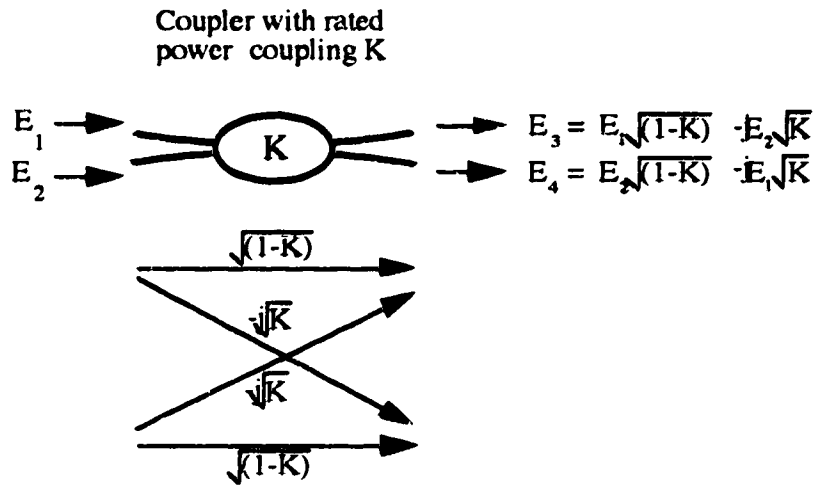 Coupler with rated
power coupling K
E₁
K
E₃ = E₁√(1-K) -jE₂√K
E₂
E₄ = E₂√(1-K) -jE₁√K
√(1-K)
-j√K
-j√K
√(1-K)